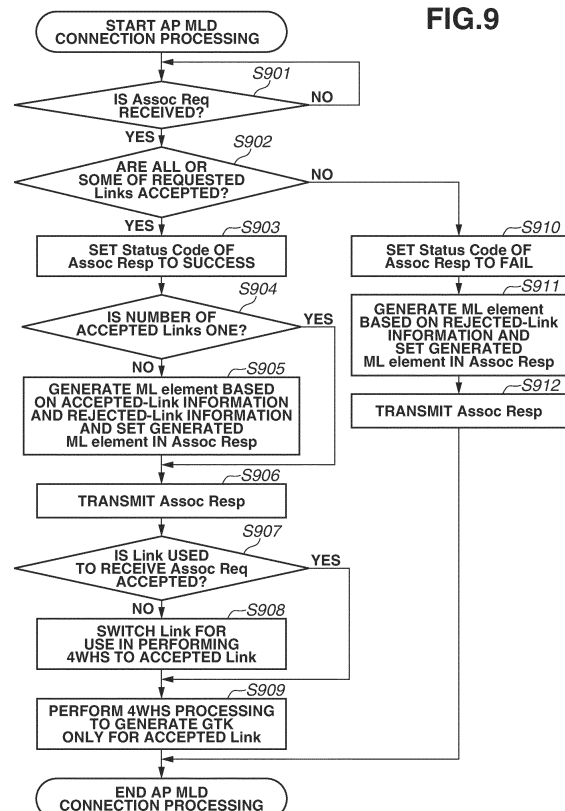 FIG.9
START AP MLD
CONNECTION PROCESSING
S901
IS Assoc Req
RECEIVED?
NO
YES
S902
ARE ALL OR
SOME OF REQUESTED
Links ACCEPTED?
NO
YES
S903
SET Status Code OF
Assoc Resp TO SUCCESS
S904
IS NUMBER OF
ACCEPTED Links ONE?
YES
NO
S905
GENERATE ML element BASED
ON ACCEPTED-Link INFORMATION
AND REJECTED-Link INFORMATION
AND SET GENERATED
ML element IN Assoc Resp
S906
TRANSMIT Assoc Resp
S907
IS Link USED
TO RECEIVE Assoc Req
ACCEPTED?
YES
NO
S908
SWITCH Link FOR
USE IN PERFORMING
4WHS TO ACCEPTED Link
S909
PERFORM 4WHS PROCESSING
TO GENERATE GTK
ONLY FOR ACCEPTED Link
S910
SET Status Code OF
Assoc Resp TO FAIL
S911
GENERATE ML element
BASED ON REJECTED-Link
INFORMATION AND
SET GENERATED
ML element IN Assoc Resp
S912
TRANSMIT Assoc Resp
END AP MLD
CONNECTION PROCESSING